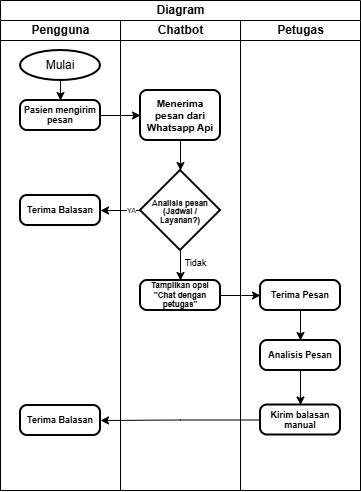 Diagram
Pengguna
Chatbot
Petugas
Mulai
Pasien mengirim
pesan
Menerima
pesan dari
Whatsapp Api
Analisis pesan
(Jadwal /
Layanan?)
YA
Terima Balasan
Tidak
Tampilkan opsi
"Chat dengan
petugas"
Terima Pesan
Analisis Pesan
Kirim balasan
manual
Terima Balasan